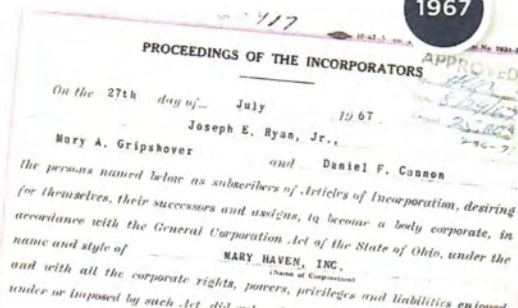 417
1967
PROCEEDINGS OF THE INCORPORATORS
APPROVED
On the 27th day of July 1967.
Joseph E. Ryan, Jr.,
Mary A. Gripshover and Daniel F. Cannon
the persons named below as subscribers of Articles of Incorporation, desiring
for themselves, their successors and assigns, to become a body corporate, in
accordance with the General Corporation Act of the State of Ohio, under the
name and style of MARY HAVEN, INC.
(Name of Corporation)
and with all the corporate rights, powers, privileges and liabilities enjoyed
under or imposed by such Act, did